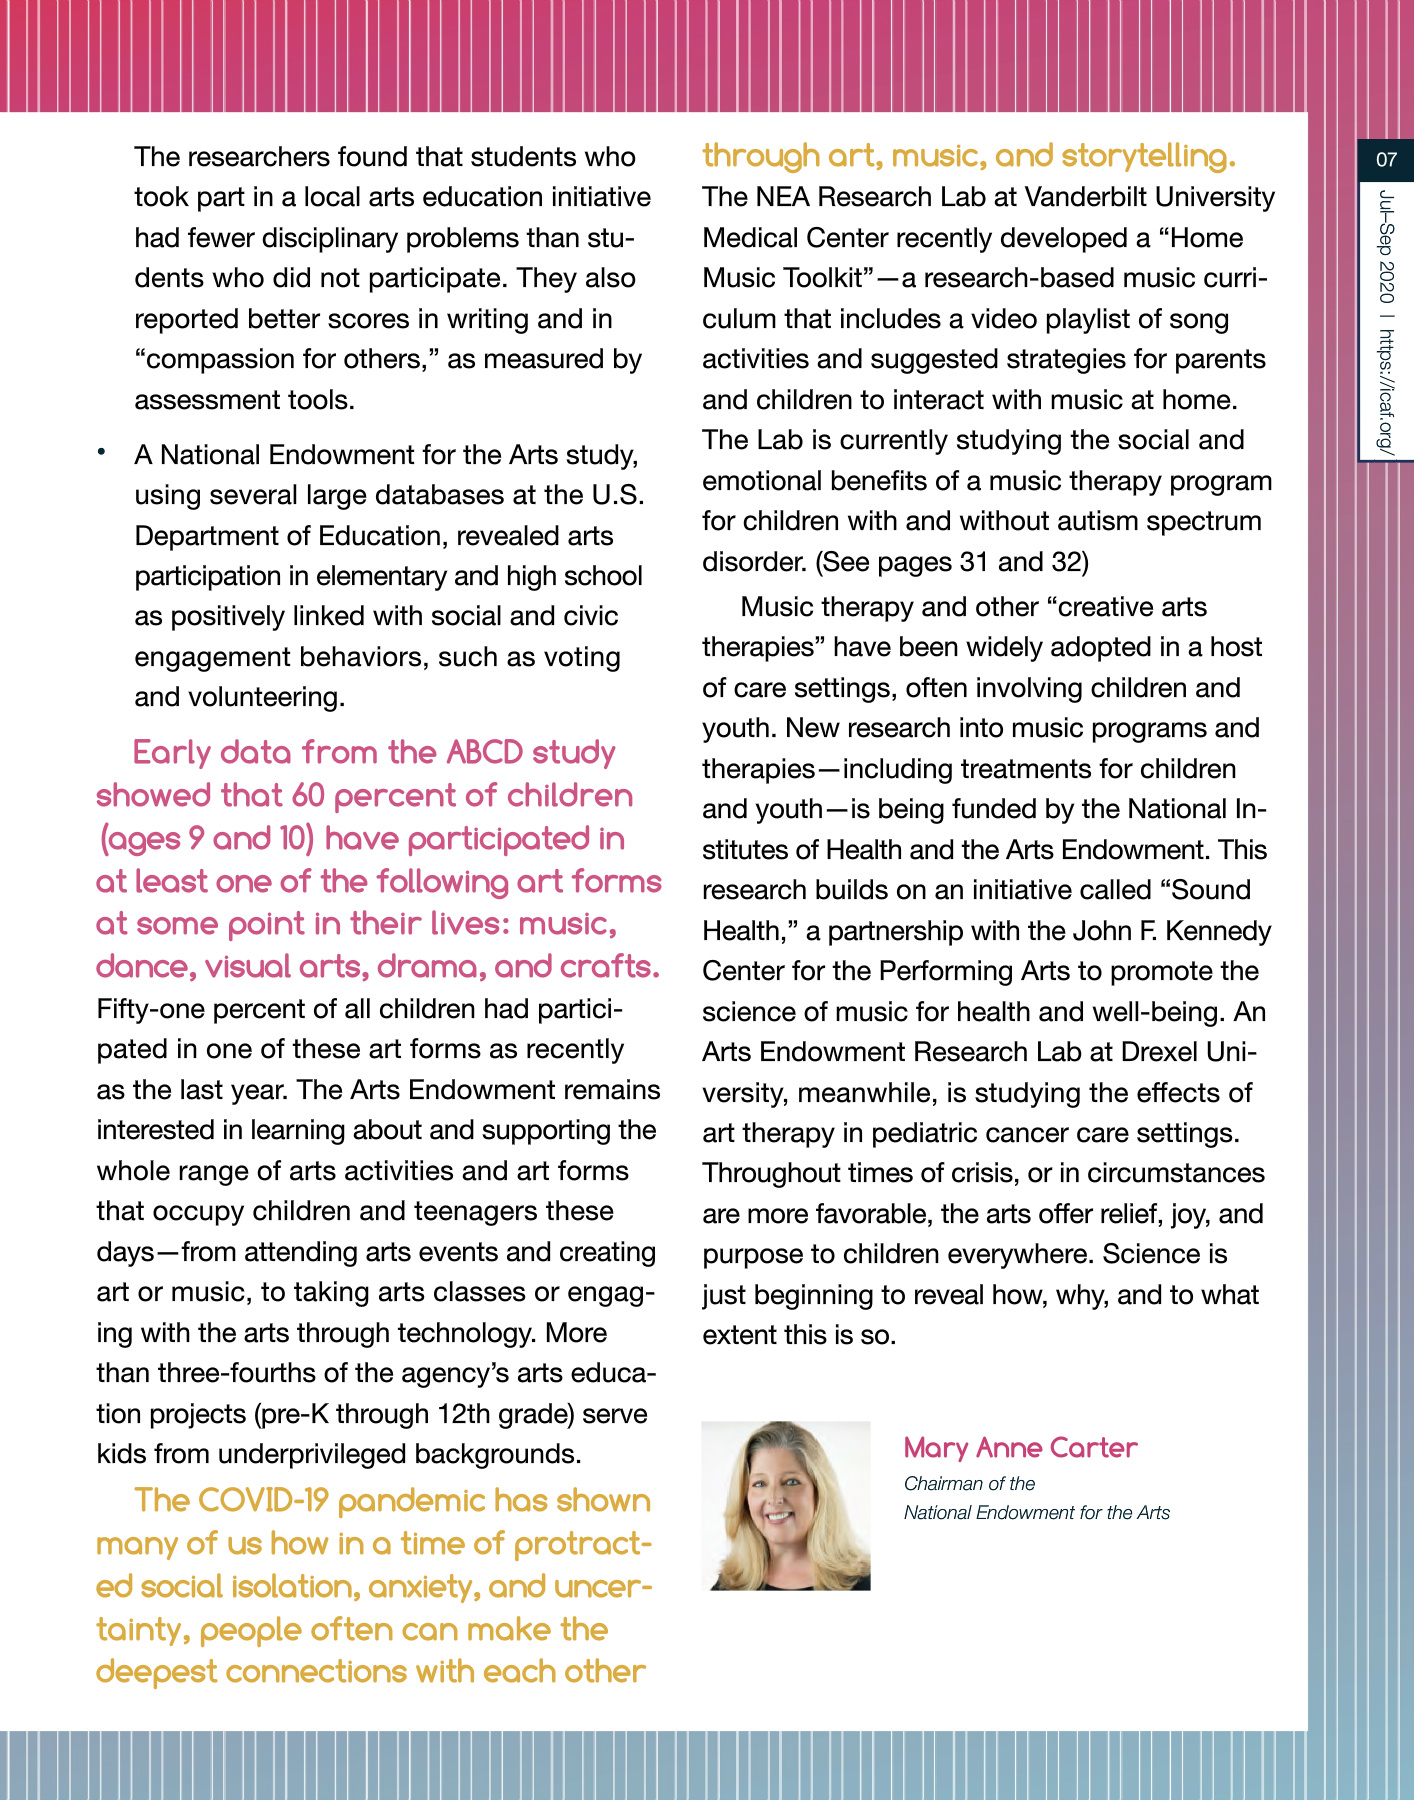 The researchers found that students who
took part in a local arts education initiative
had fewer disciplinary problems than stu-
dents who did not participate. They also
reported better scores in writing and in
“compassion for others,” as measured by
assessment tools.
• A National Endowment for the Arts study,
using several large databases at the U.S.
Department of Education, revealed arts
participation in elementary and high school
as positively linked with social and civic
engagement behaviors, such as voting
and volunteering.
Early data from the ABCD study
showed that 60 percent of children
(ages 9 and 10) have participated in
at least one of the following art forms
at some point in their lives: music,
dance, visual arts, drama, and crafts.
Fifty-one percent of all children had partici-
pated in one of these art forms as recently
as the last year. The Arts Endowment remains
interested in learning about and supporting the
whole range of arts activities and art forms
that occupy children and teenagers these
days—from attending arts events and creating
art or music, to taking arts classes or engag-
ing with the arts through technology. More
than three-fourths of the agency’s arts educa-
tion projects (pre-K through 12th grade) serve
kids from underprivileged backgrounds.
The COVID-19 pandemic has shown
many of us how in a time of protract-
ed social isolation, anxiety, and uncer-
tainty, people often can make the
deepest connections with each other
through art, music, and storytelling.
The NEA Research Lab at Vanderbilt University
Medical Center recently developed a “Home
Music Toolkit”—a research-based music curri-
culum that includes a video playlist of song
activities and suggested strategies for parents
and children to interact with music at home.
The Lab is currently studying the social and
emotional benefits of a music therapy program
for children with and without autism spectrum
disorder. (See pages 31 and 32)
Music therapy and other “creative arts
therapies” have been widely adopted in a host
of care settings, often involving children and
youth. New research into music programs and
therapies—including treatments for children
and youth—is being funded by the National In-
stitutes of Health and the Arts Endowment. This
research builds on an initiative called “Sound
Health,” a partnership with the John F. Kennedy
Center for the Performing Arts to promote the
science of music for health and well-being. An
Arts Endowment Research Lab at Drexel Uni-
versity, meanwhile, is studying the effects of
art therapy in pediatric cancer care settings.
Throughout times of crisis, or in circumstances
are more favorable, the arts offer relief, joy, and
purpose to children everywhere. Science is
just beginning to reveal how, why, and to what
extent this is so.
Mary Anne Carter
Chairman of the
National Endowment for the Arts
07
Jul–Sep 2020 | https://icaf.org/